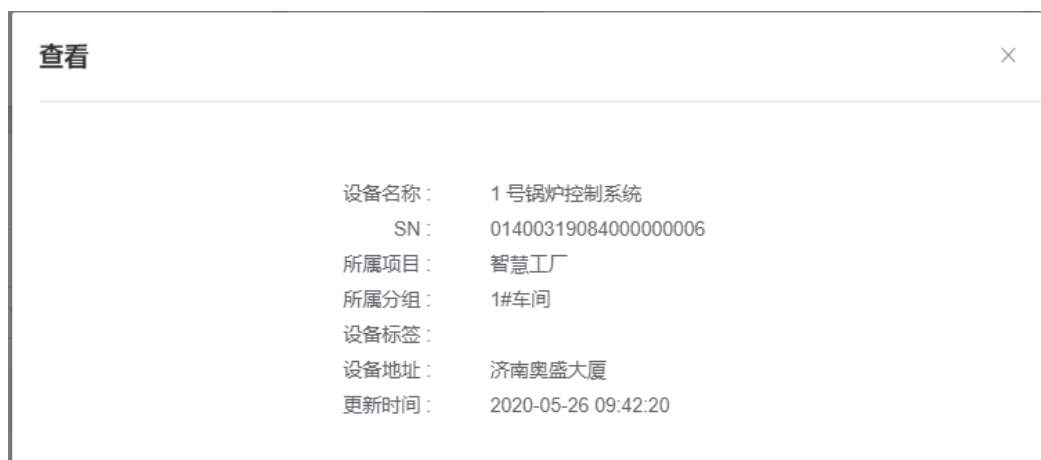 查看
设备名称： 1 号锅炉控制系统
SN： 01400319084000000006
所属项目： 智慧工厂
所属分组： 1#车间
设备标签：
设备地址： 济南奥盛大厦
更新时间： 2020-05-26 09:42:20